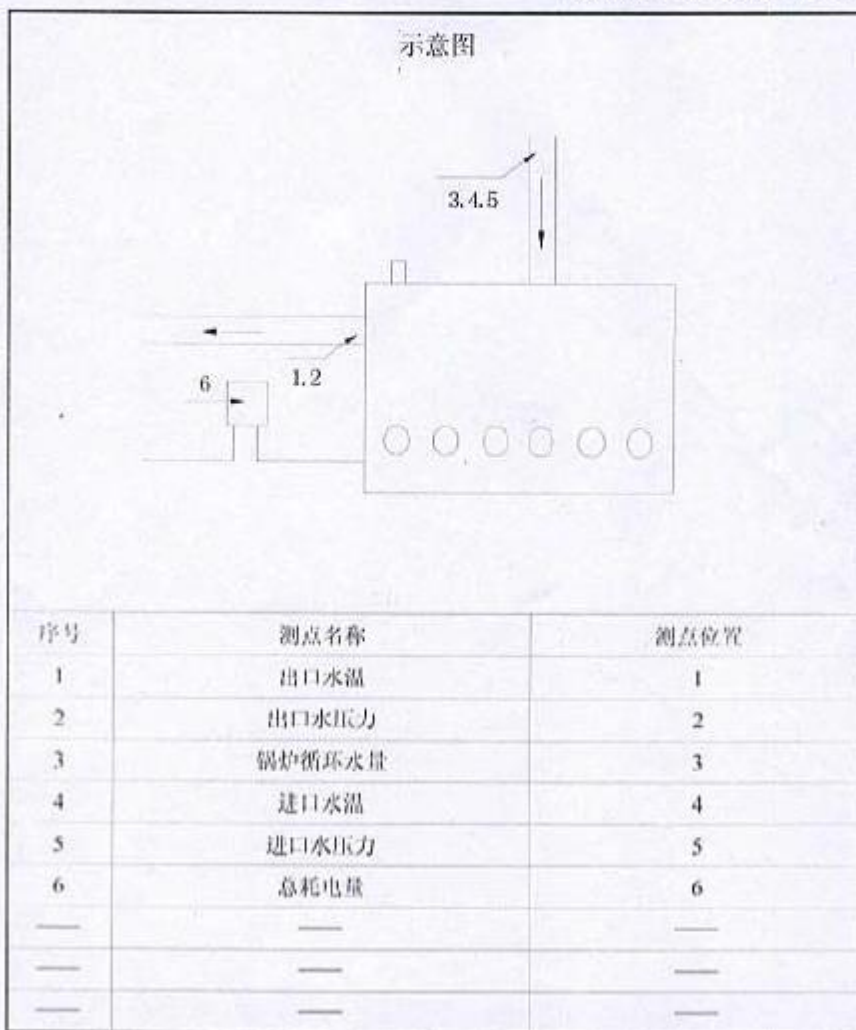 示意图
3.4.5
1.2
6
序号 测点名称 测点位置
1 出口水温 1
2 出口水压力 2
3 锅炉循环水量 3
4 进口水温 4
5 进口水压力 5
6 总耗电量 6
— — —
— — —
— — —